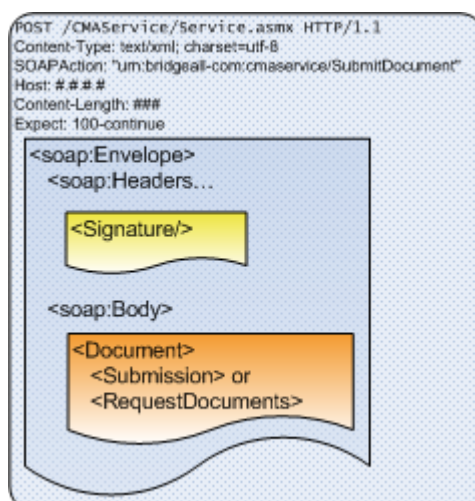 POST /CMAService/Service.asmx HTTP/1.1
Content-Type: text/xml; charset=utf-8
SOAPAction: "urn:bridgeall-com:cmaservice/SubmitDocument"
Host: #.#.#.#
Content-Length: ###
Expect: 100-continue
<soap:Envelope>
<soap:Headers...
<Signature/>
<soap:Body>
<Document>
<Submission> or
<RequestDocuments>